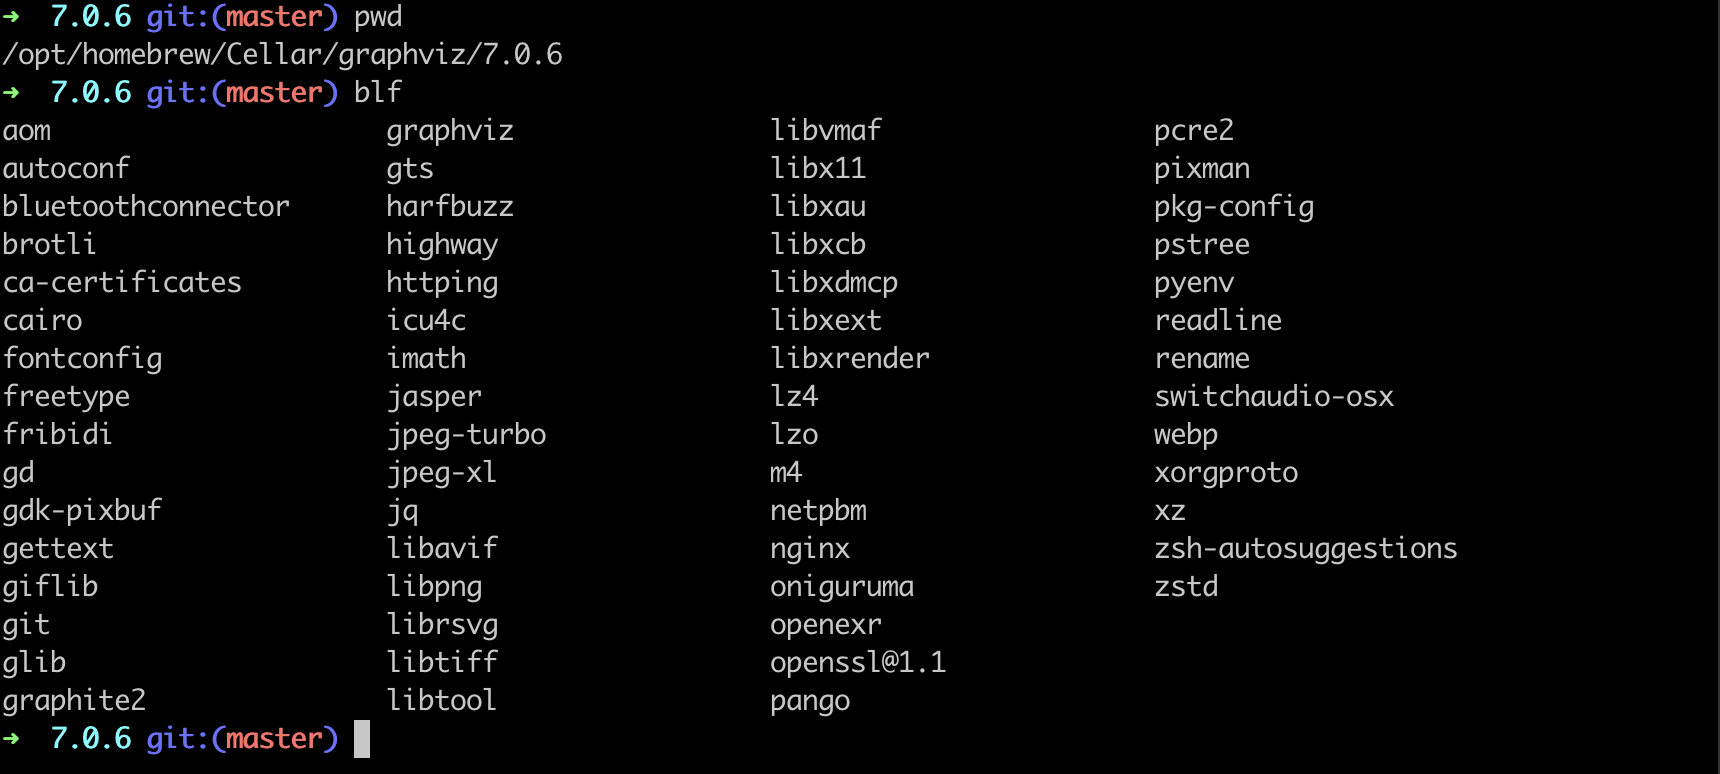 ➜  7.0.6 git:(master) pwd
/opt/homebrew/Cellar/graphviz/7.0.6
➜  7.0.6 git:(master) blf
aom graphviz libvmaf pcre2
autoconf gts libx11 pixman
bluetoothconnector harfbuzz libxau pkg-config
brotli highway libxcb pstree
ca-certificates httping libxdmcp pyenv
cairo icu4c libxext readline
fontconfig imath libxrender rename
freetype jasper lz4 switchaudio-osx
fribidi jpeg-turbo lzo webp
gd jpeg-xl m4 xorgproto
gdk-pixbuf jq netpbm xz
gettext libavif nginx zsh-autosuggestions
giflib libpng oniguruma zstd
git librsvg openexr
glib libtiff openssl@1.1
graphite2 libtool pango
➜  7.0.6 git:(master)